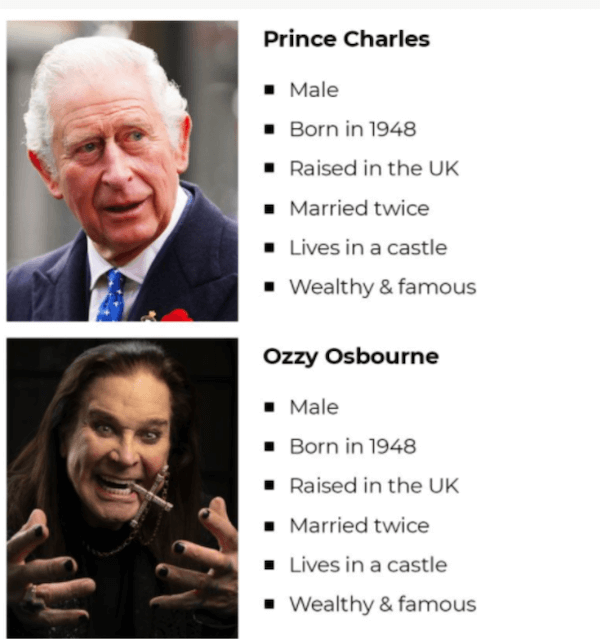 Prince Charles
▪ Male
▪ Born in 1948
▪ Raised in the UK
▪ Married twice
▪ Lives in a castle
▪ Wealthy & famous
Ozzy Osbourne
▪ Male
▪ Born in 1948
▪ Raised in the UK
▪ Married twice
▪ Lives in a castle
▪ Wealthy & famous